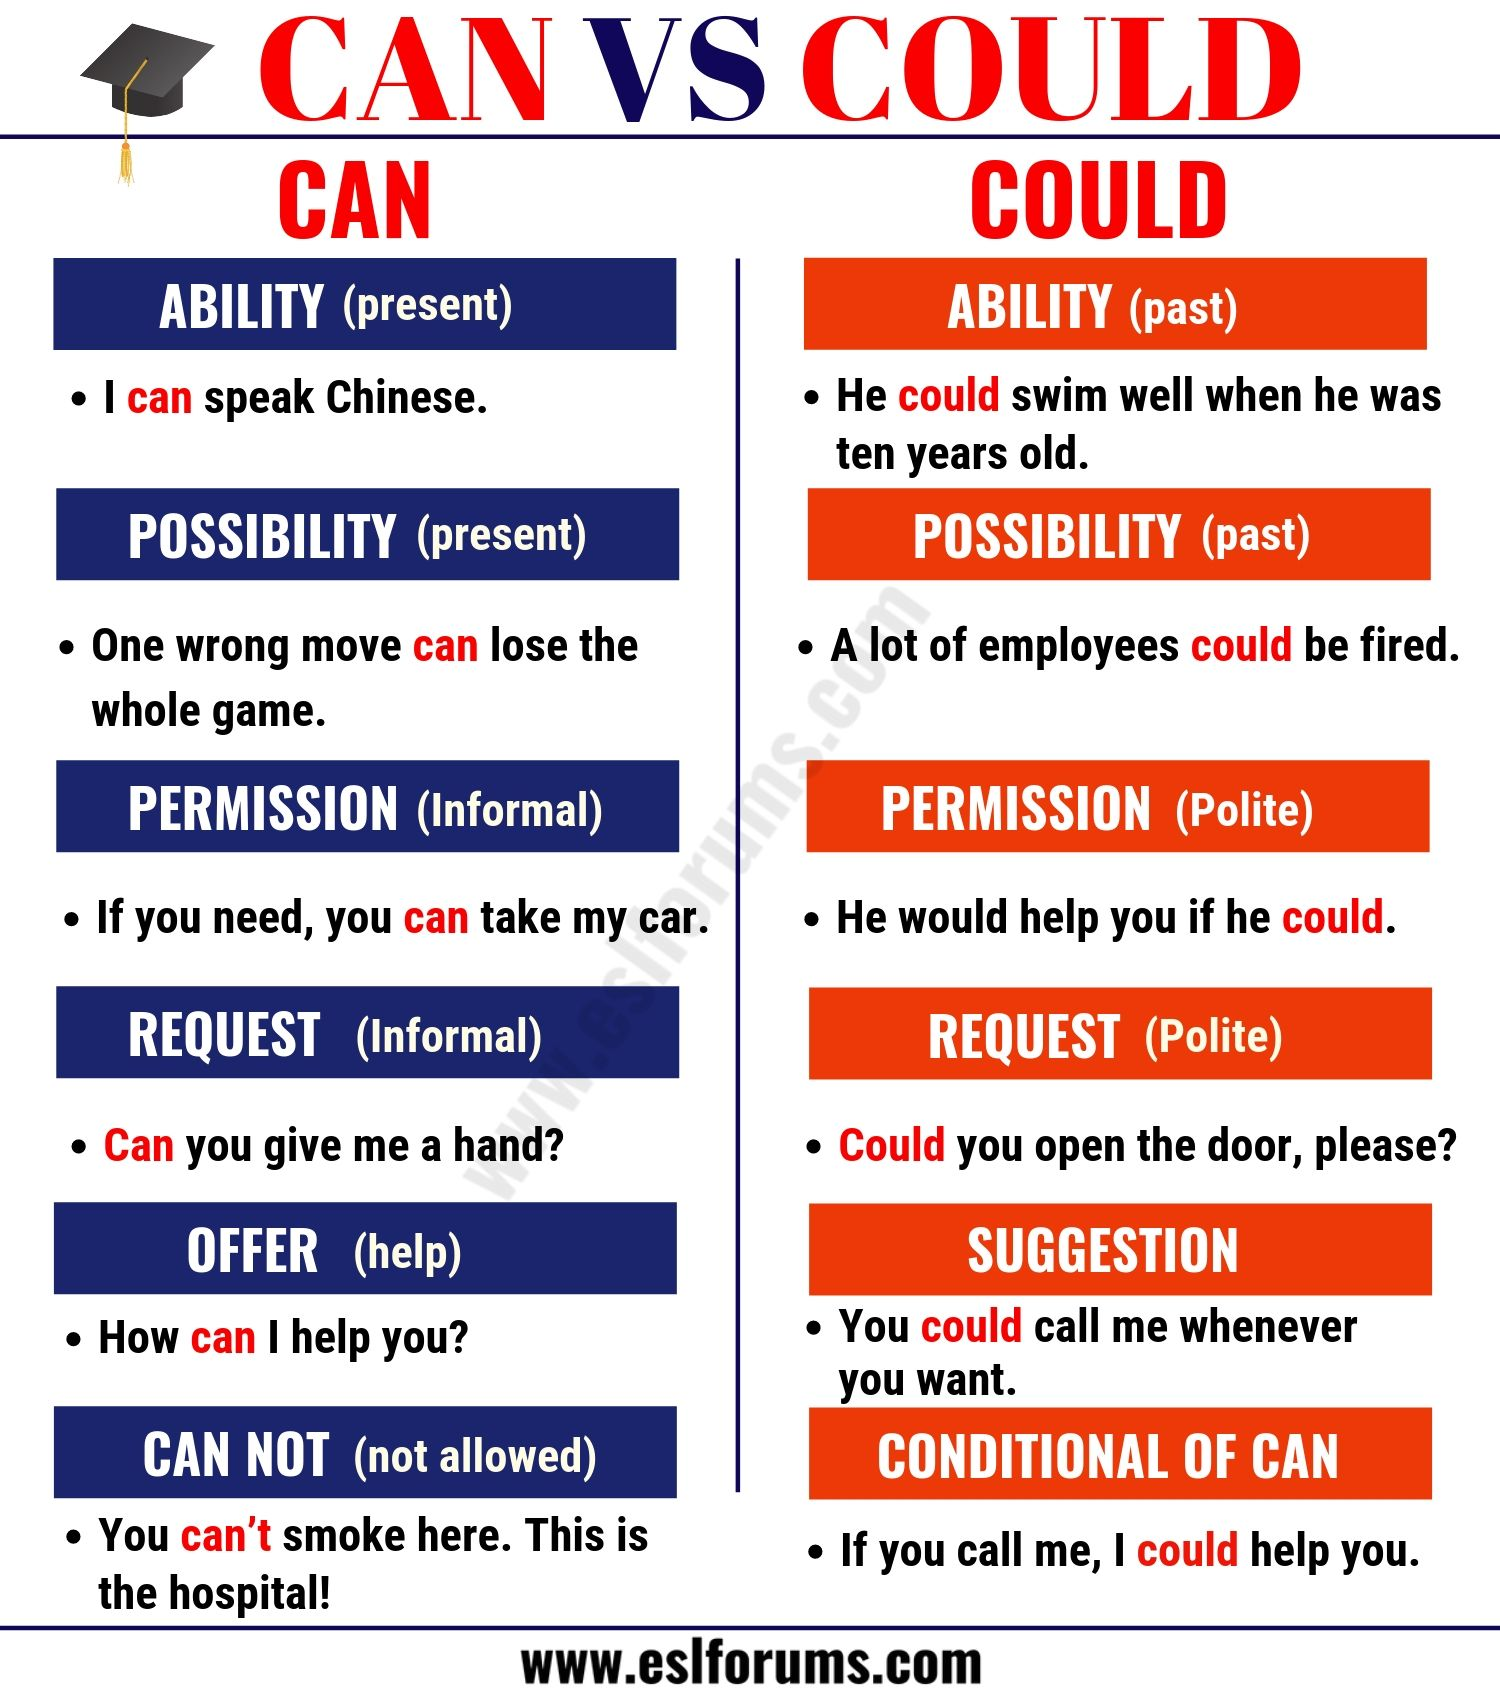 CAN VS COULD
CAN
ABILITY (present)
• I can speak Chinese.
POSSIBILITY (present)
• One wrong move can lose the
whole game.
PERMISSION (Informal)
• If you need, you can take my car.
REQUEST (Informal)
• Can you give me a hand?
OFFER (help)
• How can I help you?
CAN NOT (not allowed)
• You can’t smoke here. This is
the hospital!
COULD
ABILITY (past)
• He could swim well when he was
ten years old.
POSSIBILITY (past)
• A lot of employees could be fired.
PERMISSION (Polite)
• He would help you if he could.
REQUEST (Polite)
• Could you open the door, please?
SUGGESTION
• You could call me whenever
you want.
CONDITIONAL OF CAN
• If you call me, I could help you.
www.eslforums.com
www.eslforums.com